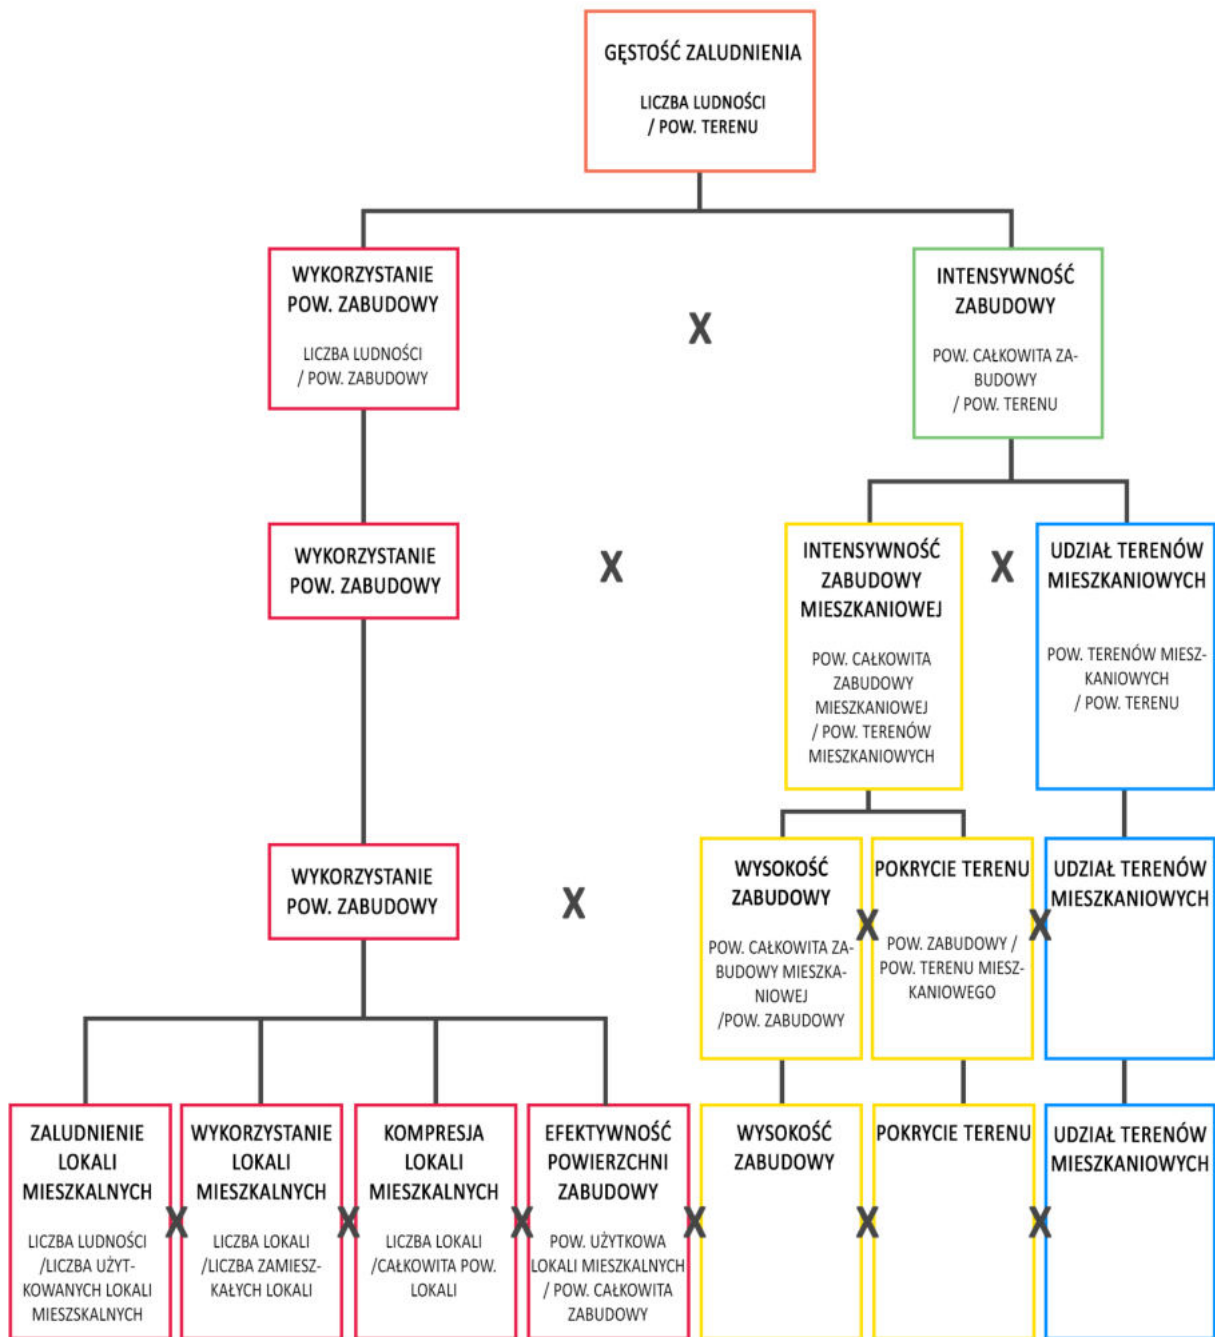 GĘSTOŚĆ ZALUDNIENIA
LICZBA LUDNOŚCI
/ POW. TERENU
WYKORZYSTANIE
POW. ZABUDOWY
LICZBA LUDNOŚCI
/ POW. ZABUDOWY
X
INTENSYWNOŚĆ
ZABUDOWY
POW. CAŁKOWITA ZA-
BUDOWY
/ POW. TERENU
WYKORZYSTANIE
POW. ZABUDOWY
X
INTENSYWNOŚĆ
ZABUDOWY
MIESZKANIOWEJ
POW. CAŁKOWITA
ZABUDOWY
MIESZKANIOWEJ
/ POW. TERENÓW
MIESZKANIOWYCH
X
UDZIAŁ TERENÓW
MIESZKANIOWYCH
POW. TERENÓW MIESZ-
KANIOWYCH
/ POW. TERENU
WYKORZYSTANIE
POW. ZABUDOWY
X
WYSOKOŚĆ
ZABUDOWY
POW. CAŁKOWITA ZA-
BUDOWY MIESZKA-
NIOWEJ
/POW. ZABUDOWY
X
POKRYCIE TERENU
POW. ZABUDOWY /
POW. TERENU MIESZ-
KANIOWEGO
X
UDZIAŁ TERENÓW
MIESZKANIOWYCH
ZALUDNIENIE
LOKALI
MIESZKALNYCH
LICZBA LUDNOŚCI
/LICZBA UŻYT-
KOWANYCH LOKALI
MIESZSKALNYCH
X
WYKORZYSTANIE
LOKALI
MIESZKALNYCH
LICZBA LOKALI
/LICZBA ZAMIESZ-
KAŁYCH LOKALI
X
KOMPRESJA
LOKALI
MIESZKALNYCH
LICZBA LOKALI
/CAŁKOWITA POW.
LOKALI
X
EFEKTYWNOŚĆ
POWIERZCHNI
ZABUDOWY
POW. UŻYTKOWA
LOKALI MIESZKALNYCH
/ POW. CAŁKOWITA
ZABUDOWY
X
WYSOKOŚĆ
ZABUDOWY
X
POKRYCIE TERENU
X
UDZIAŁ TERENÓW
MIESZKANIOWYCH